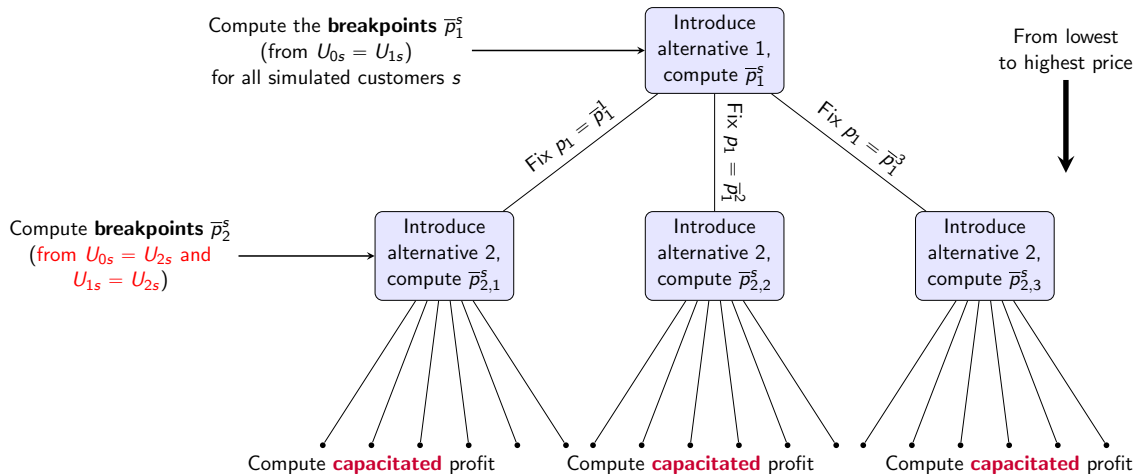 Compute the breakpoints p̅₁ˢ
(from U₀ₛ = U₁ₛ)
for all simulated customers s
Introduce
alternative 1,
compute p̅₁ˢ
From lowest
to highest price
Fix p₁ = p̅₁¹
Fix p₁ = p̅₁²
Fix p₁ = p̅₁³
Compute breakpoints p̅₂ˢ
(from U₀ₛ = U₂ₛ and
U₁ₛ = U₂ₛ)
Introduce
alternative 2,
compute p̅ˢ₂,₁
Introduce
alternative 2,
compute p̅ˢ₂,₂
Introduce
alternative 2,
compute p̅ˢ₂,₃
Compute capacitated profit
Compute capacitated profit
Compute capacitated profit